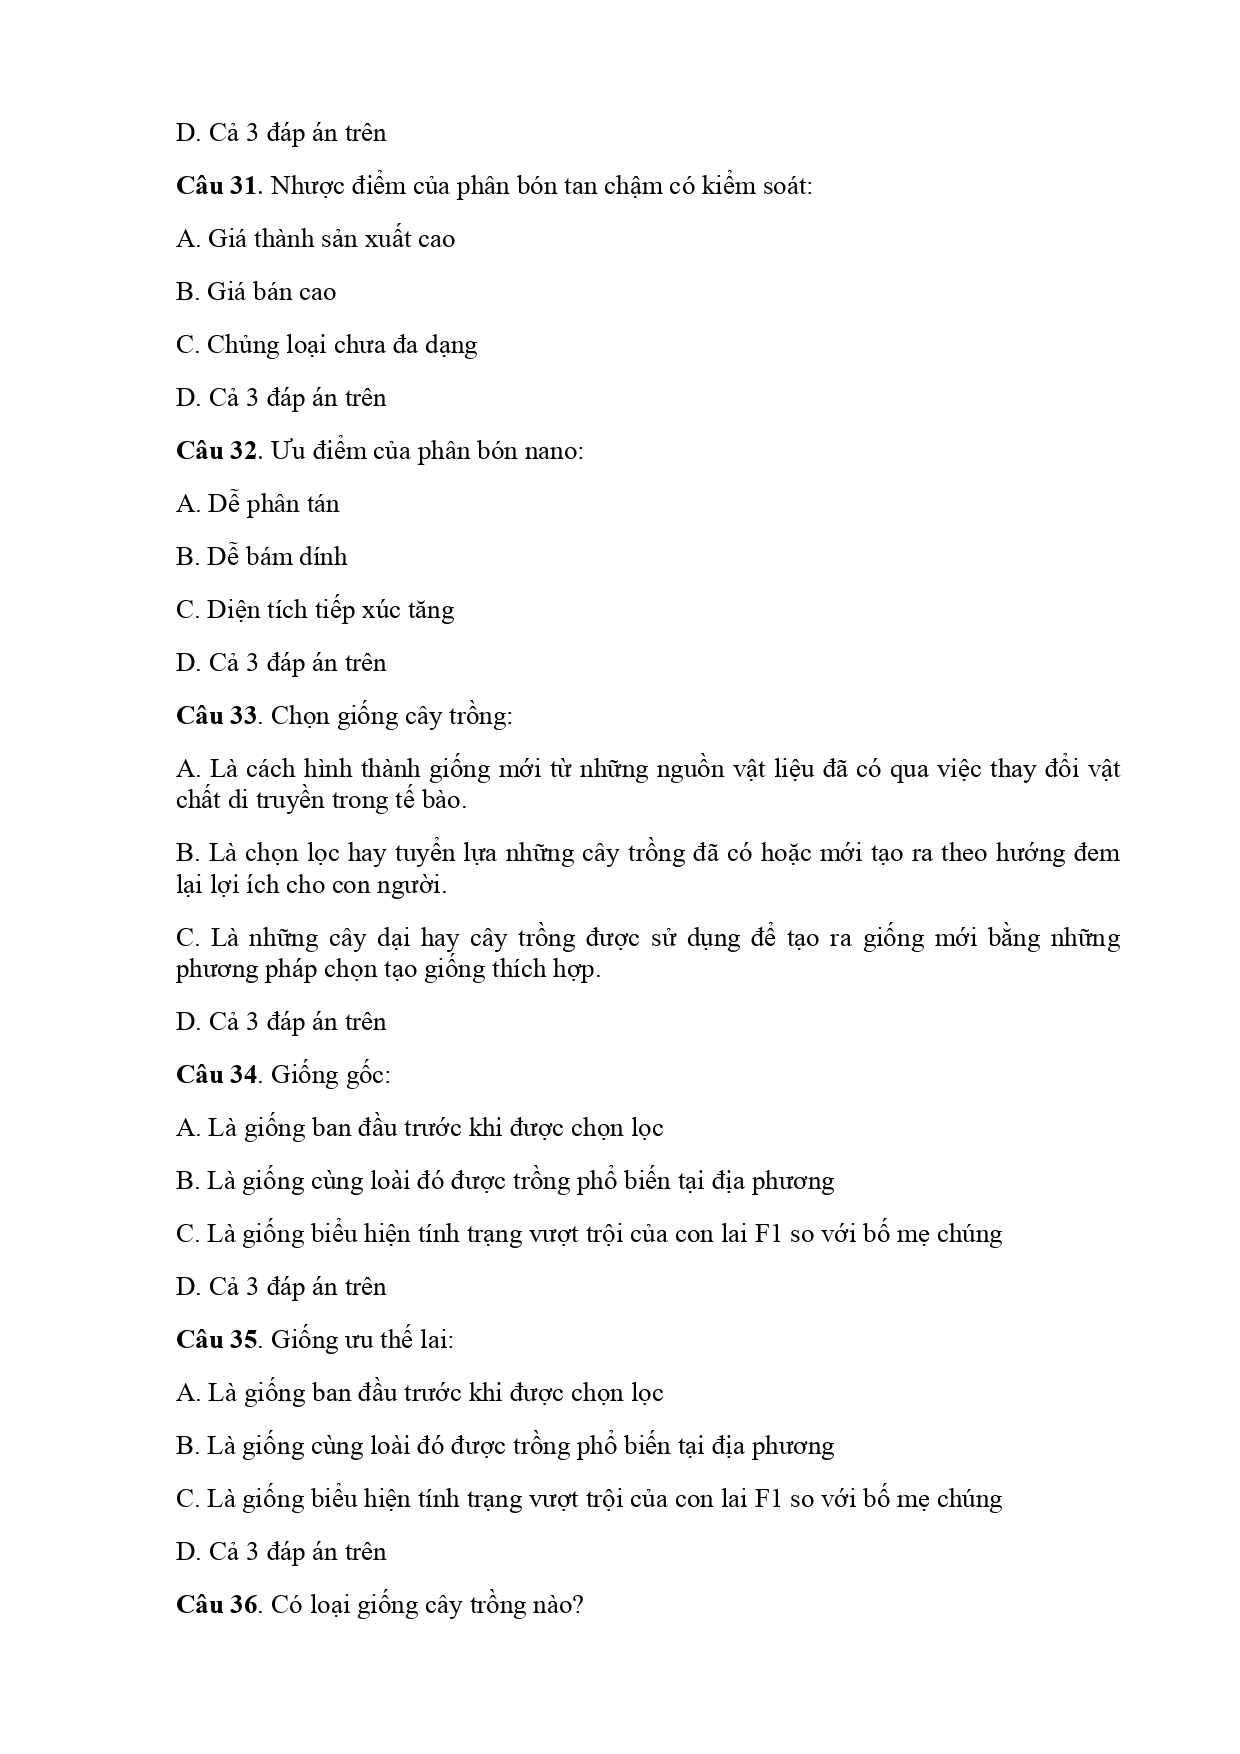 D. Cả 3 đáp án trên
Câu 31. Nhược điểm của phân bón tan chậm có kiểm soát:
A. Giá thành sản xuất cao
B. Giá bán cao
C. Chủng loại chưa đa dạng
D. Cả 3 đáp án trên
Câu 32. Ưu điểm của phân bón nano:
A. Dễ phân tán
B. Dễ bám dính
C. Diện tích tiếp xúc tăng
D. Cả 3 đáp án trên
Câu 33. Chọn giống cây trồng:
A. Là cách hình thành giống mới từ những nguồn vật liệu đã có qua việc thay đổi vật
chất di truyền trong tế bào.
B. Là chọn lọc hay tuyển lựa những cây trồng đã có hoặc mới tạo ra theo hướng đem
lại lợi ích cho con người.
C. Là những cây dại hay cây trồng được sử dụng để tạo ra giống mới bằng những
phương pháp chọn tạo giống thích hợp.
D. Cả 3 đáp án trên
Câu 34. Giống gốc:
A. Là giống ban đầu trước khi được chọn lọc
B. Là giống cùng loài đó được trồng phổ biến tại địa phương
C. Là giống biểu hiện tính trạng vượt trội của con lai F1 so với bố mẹ chúng
D. Cả 3 đáp án trên
Câu 35. Giống ưu thế lai:
A. Là giống ban đầu trước khi được chọn lọc
B. Là giống cùng loài đó được trồng phổ biến tại địa phương
C. Là giống biểu hiện tính trạng vượt trội của con lai F1 so với bố mẹ chúng
D. Cả 3 đáp án trên
Câu 36. Có loại giống cây trồng nào?